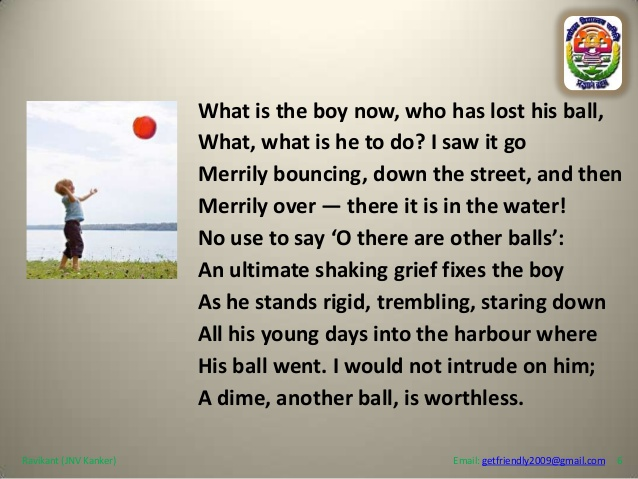 What is the boy now, who has lost his ball,
What, what is he to do? I saw it go
Merrily bouncing, down the street, and then
Merrily over — there it is in the water!
No use to say ‘O there are other balls’:
An ultimate shaking grief fixes the boy
As he stands rigid, trembling, staring down
All his young days into the harbour where
His ball went. I would not intrude on him;
A dime, another ball, is worthless.
Ravikant (JNV Kanker) Email: getfriendly2009@gmail.com 6